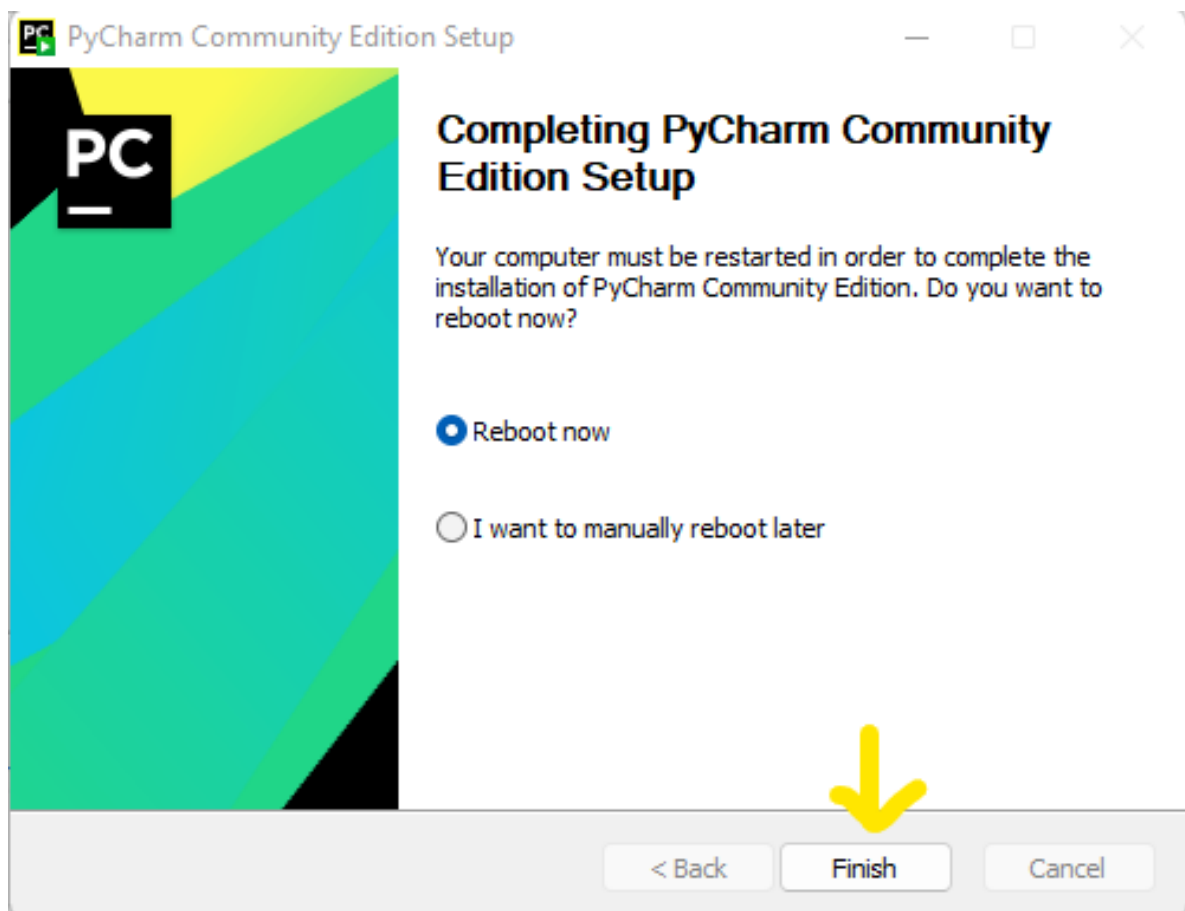 PyCharm Community Edition Setup
PC
Completing PyCharm Community
Edition Setup
Your computer must be restarted in order to complete the
installation of PyCharm Community Edition. Do you want to
reboot now?
Reboot now
I want to manually reboot later
< Back
Finish
Cancel